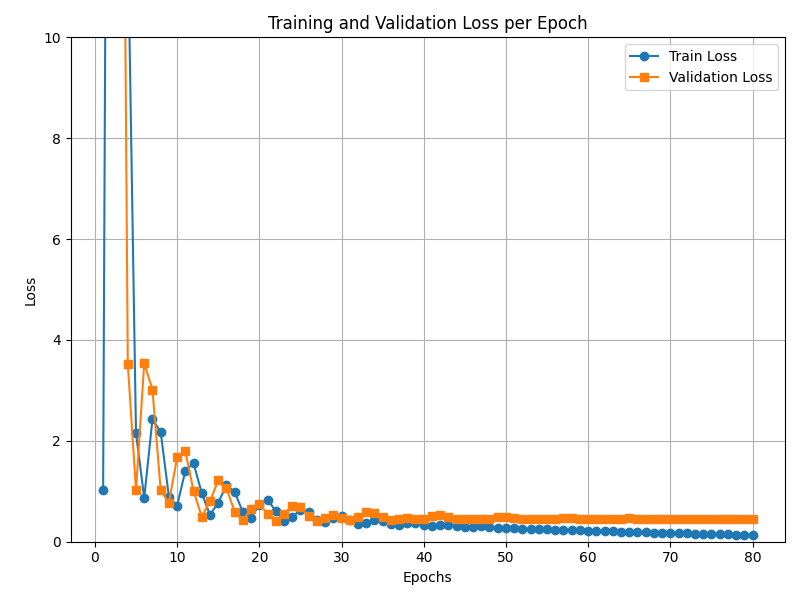 Training and Validation Loss per Epoch
Train Loss
Validation Loss
Loss
10
8
6
4
2
0
0 10 20 30 40 50 60 70 80
Epochs